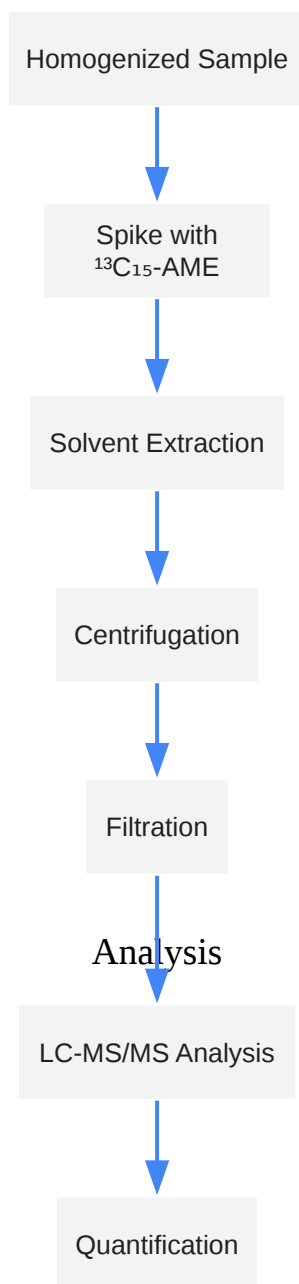 Homogenized Sample
Spike with
¹³C₁₅-AME
Solvent Extraction
Centrifugation
Filtration
Analysis
LC-MS/MS Analysis
Quantification